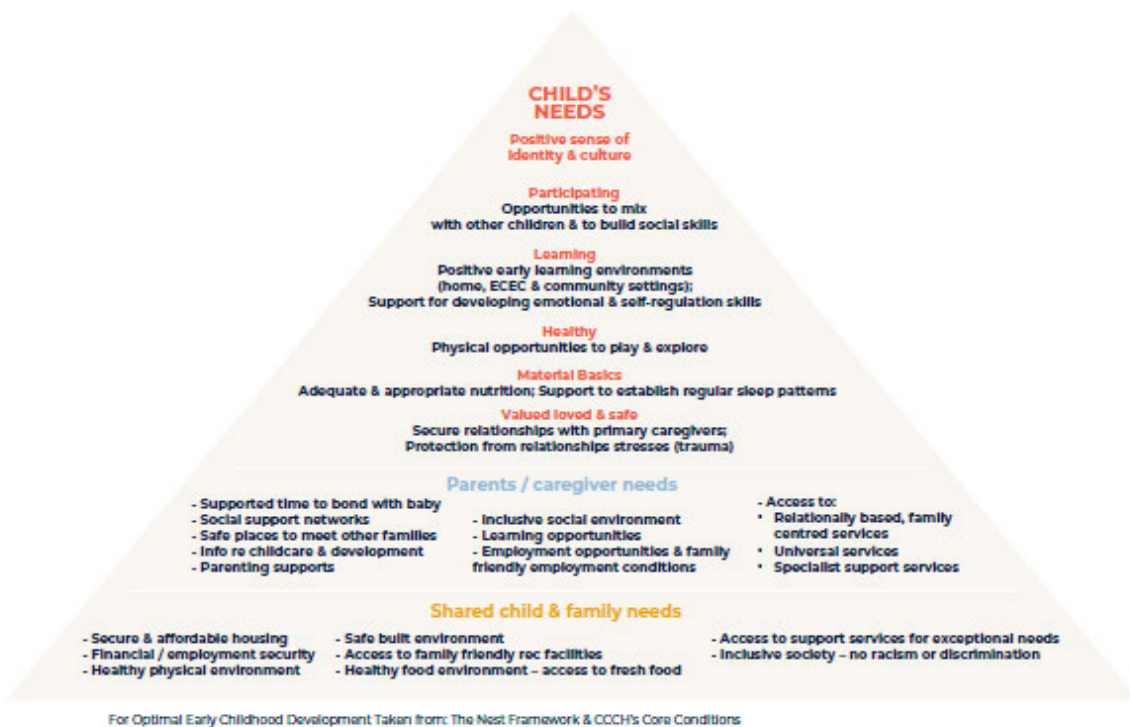 CHILD'S
NEEDS
Positive sense of
identity & culture
Participating
Opportunities to mix
with other children & to build social skills
Learning
Positive early learning environments
(home, ECEC & community settings);
Support for developing emotional & self-regulation skills
Healthy
Physical opportunities to play & explore
Material Basics
Adequate & appropriate nutrition; Support to establish regular sleep patterns
Valued loved & safe
Secure relationships with primary caregivers;
Protection from relationships stresses (trauma)
Parents / caregiver needs
- Supported time to bond with baby
- Social support networks
- Safe places to meet other families
- Info re childcare & development
- Parenting supports
- Inclusive social environment
- Learning opportunities
- Employment opportunities & family
friendly employment conditions
- Access to:
• Relationally based, family
centred services
• Universal services
• Specialist support services
Shared child & family needs
- Secure & affordable housing
- Financial / employment security
- Healthy physical environment
- Safe built environment
- Access to family friendly rec facilities
- Healthy food environment – access to fresh food
- Access to support services for exceptional needs
- Inclusive society – no racism or discrimination
For Optimal Early Childhood Development Taken from: The Nest Framework & CCCH's Core Conditions